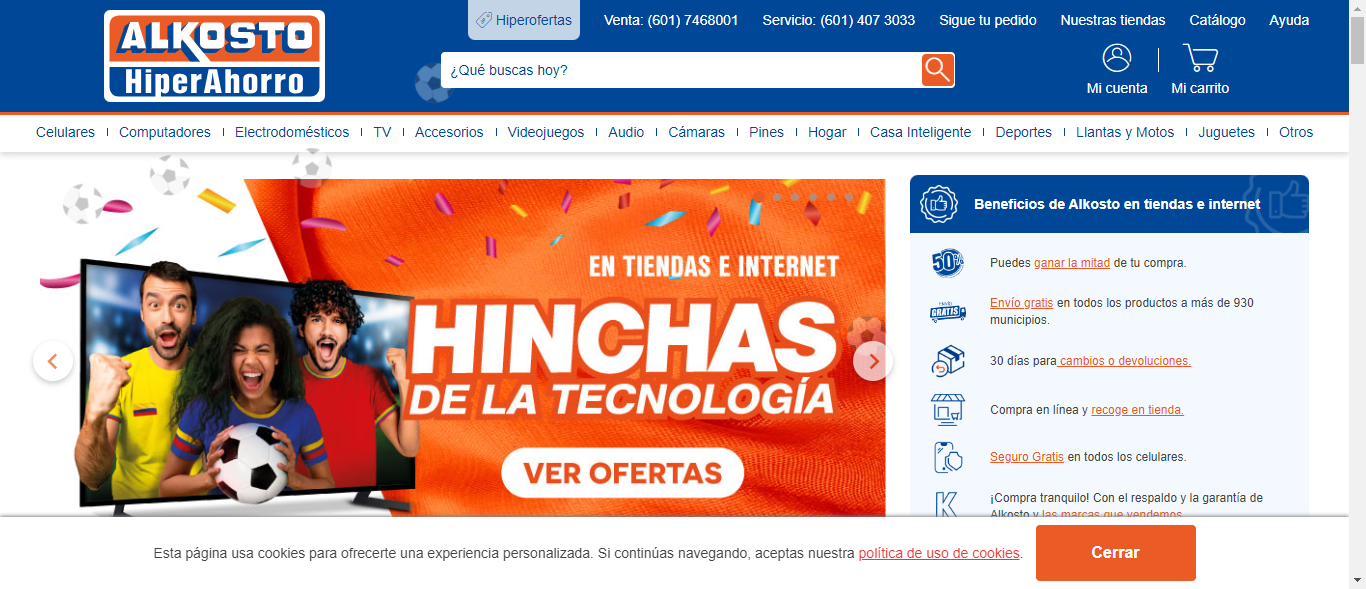 ALKOSTO
HiperAhorro
Hiperofertas
Venta: (601) 7468001
Servicio: (601) 407 3033
Sigue tu pedido
Nuestras tiendas
Catálogo
Ayuda
¿Qué buscas hoy?
Mi cuenta
Mi carrito
Celulares
Computadores
Electrodomésticos
TV
Accesorios
Videojuegos
Audio
Cámaras
Pines
Hogar
Casa Inteligente
Deportes
Llantas y Motos
Juguetes
Otros
EN TIENDAS E INTERNET
HINCHAS
DE LA TECNOLOGÍA
VER OFERTAS
Beneficios de Alkosto en tiendas e internet
50%
Puedes ganar la mitad de tu compra.
ENVÍO
GRATIS
Envío gratis en todos los productos a más de 930
municipios.
30 días para cambios o devoluciones.
Compra en línea y recoge en tienda.
Seguro Gratis en todos los celulares.
K
¡Compra tranquilo! Con el respaldo y la garantía de
Alkosto y las marcas que vendemos
Esta página usa cookies para ofrecerte una experiencia personalizada. Si continúas navegando, aceptas nuestra política de uso de cookies.
Cerrar